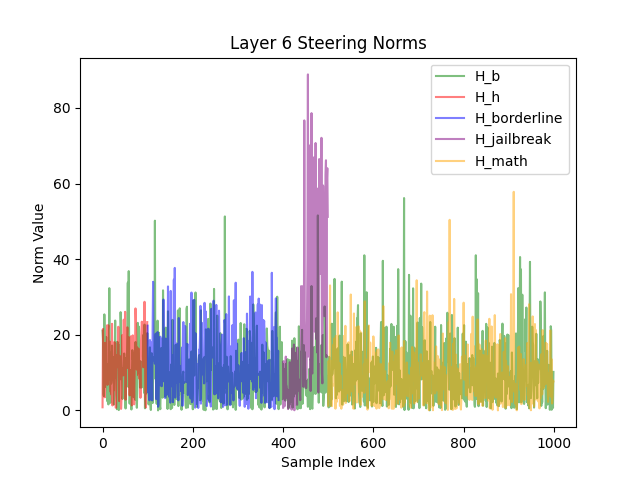 Layer 6 Steering Norms
Norm Value
80
60
40
20
0
0 200 400 600 800 1000
Sample Index
H_b
H_h
H_borderline
H_jailbreak
H_math